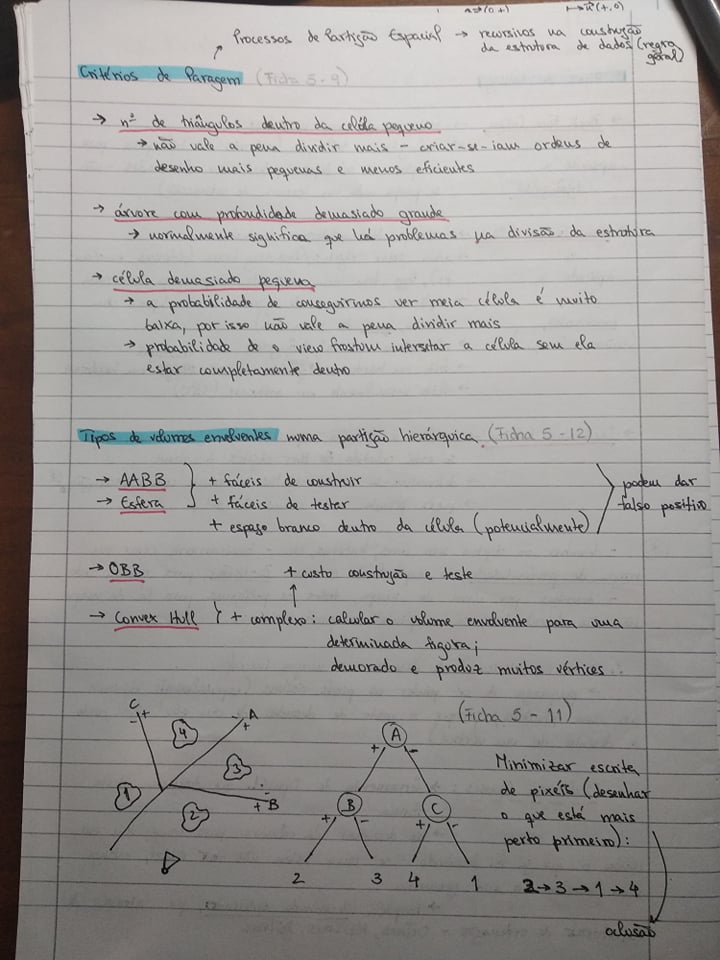 Processos de Partição Espacial → recursivos na construção
da estrutura de dados (regra
geral)
Critérios de Paragem (Ficha 5-9)
→ nº de triângulos dentro da célula pequeno
→ não vale a pena dividir mais - criar-se-iam ordens de
desenho mais pequenas e menos eficientes
→ árvore com profundidade demasiado grande
→ normalmente significa que há problemas na divisão da estrutura
→ célula demasiado pequena
→ a probabilidade de conseguirmos ver meia célula é muito
baixa, por isso não vale a pena dividir mais
→ probabilidade de o view frostum intersetar a célula sem ela
estar completamente dentro
Tipos de volumes envolventes numa partição hierárquica (Ficha 5-12)
→ AABB
→ Esfera
+ fáceis de construir
+ fáceis de testar
+ espaço branco dentro da célula (potencialmente)
podem dar
falso positivo
→ OBB
+ custo construção e teste
→ Convex Hull } + complexo: calcular o volume envolvente para uma
determinada figura;
demorado e produz muitos vértices.
(Ficha 5 - 11)
C
- +
4
- A
+
3
1
2
-
+ B
A
+ -
B C
+ - + -
2 3 4 1
Minimizar escrita
de pixéis (desenhar
o que está mais
perto primeiro):
2→3→1→4
oclusão